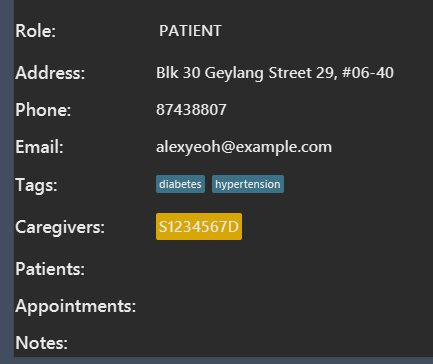 Role: PATIENT
Address: Blk 30 Geylang Street 29, #06-40
Phone: 87438807
Email: alexyeoh@example.com
Tags: diabetes hypertension
Caregivers: S1234567D
Patients:
Appointments:
Notes: